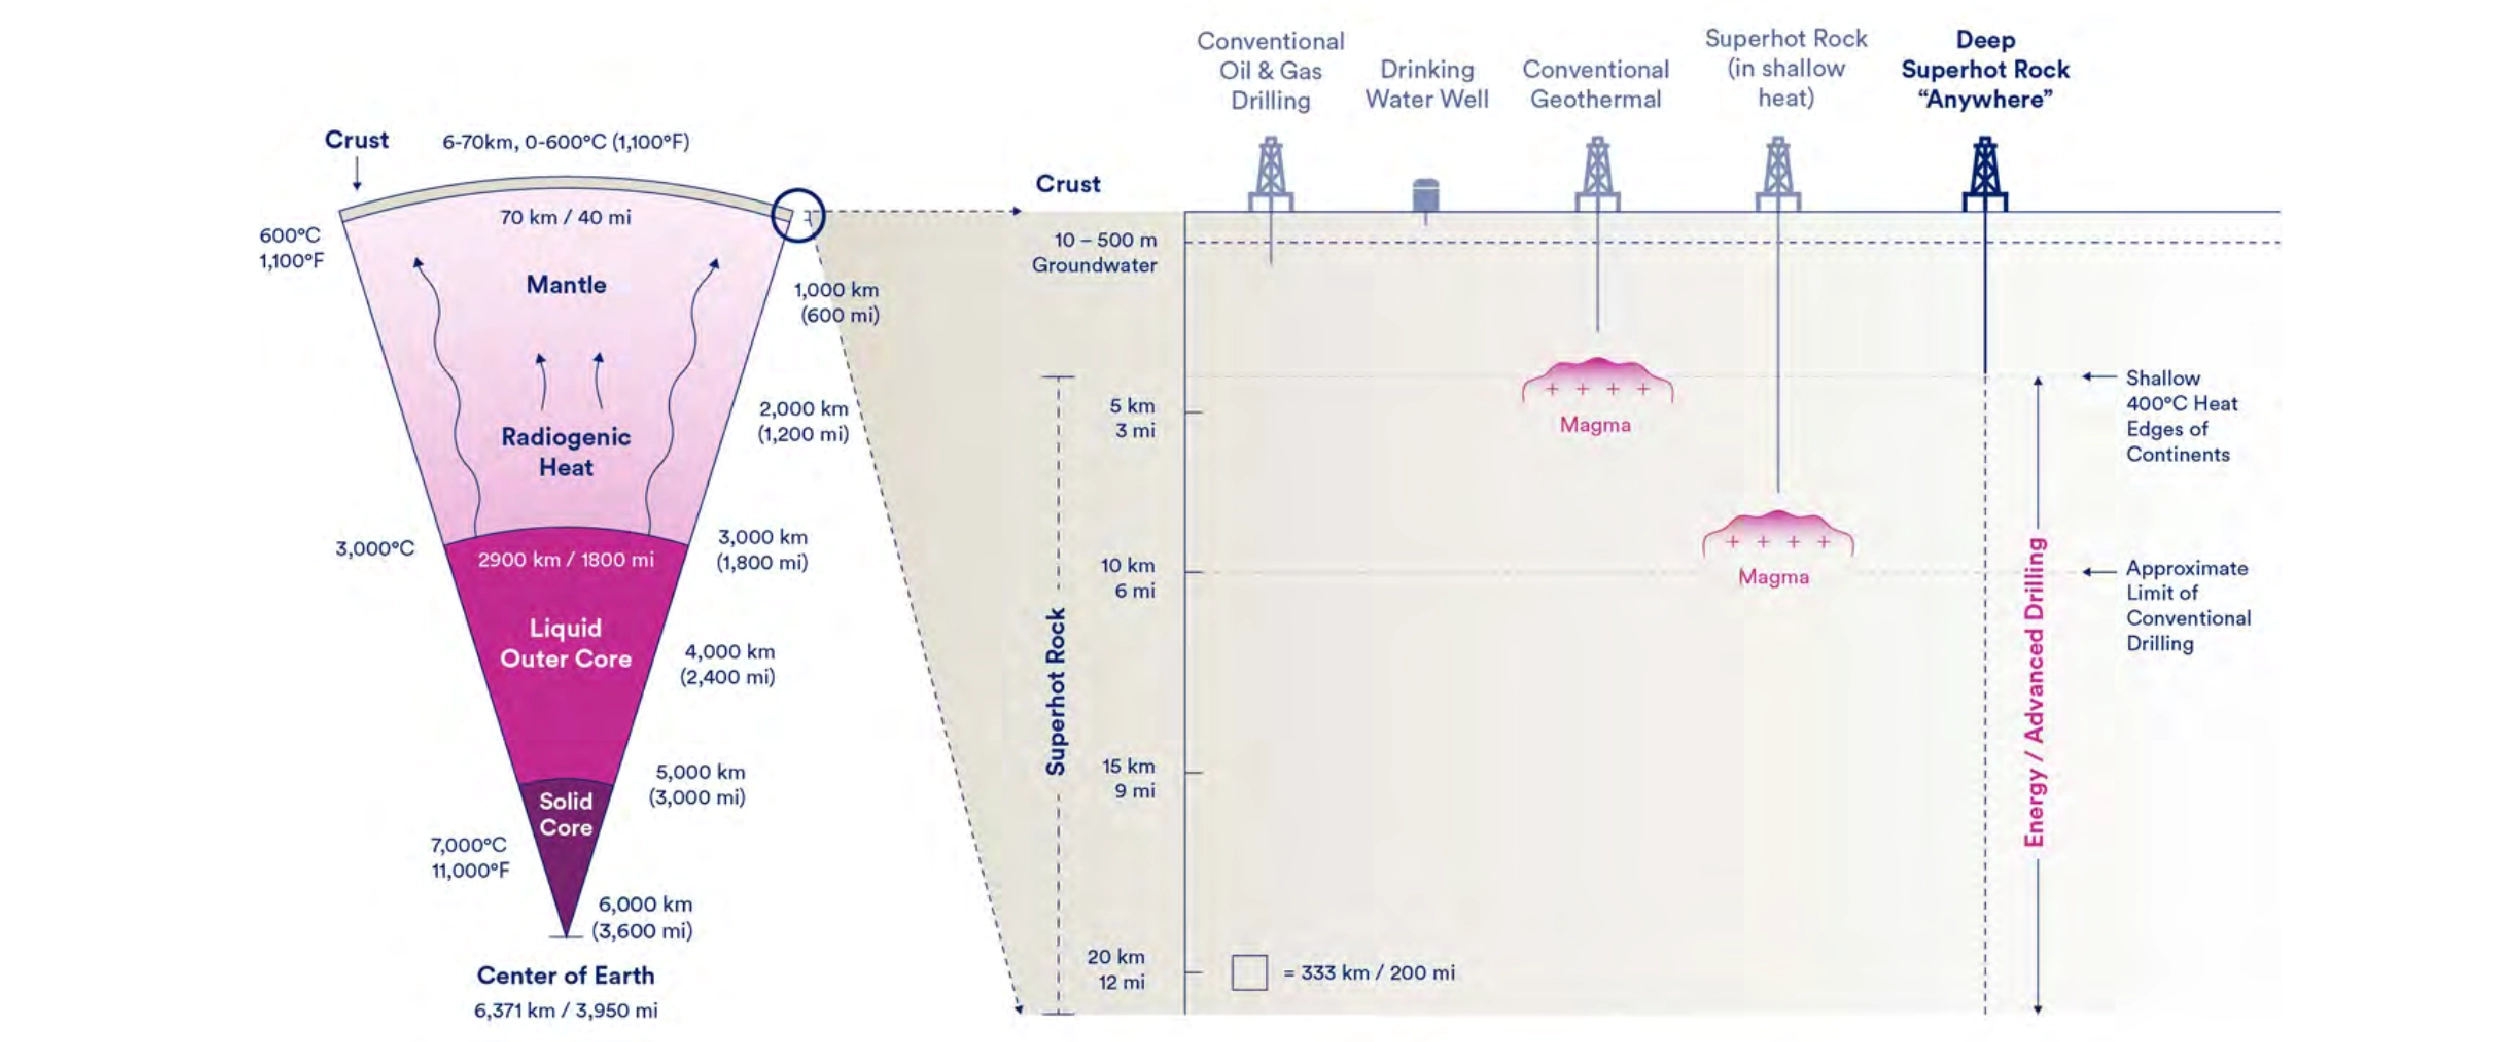 Crust
6-70km, 0-600°C (1,100°F)
70 km / 40 mi
600°C
1,100°F
Mantle
1,000 km
(600 mi)
2,000 km
(1,200 mi)
Radiogenic
Heat
3,000°C
2900 km / 1800 mi
3,000 km
(1,800 mi)
Liquid
Outer Core
4,000 km
(2,400 mi)
5,000 km
(3,000 mi)
Solid
Core
7,000°C
11,000°F
6,000 km
(3,600 mi)
Center of Earth
6,371 km / 3,950 mi
Conventional
Oil & Gas
Drilling
Drinking
Water Well
Conventional
Geothermal
Superhot Rock
(in shallow
heat)
Deep
Superhot Rock
“Anywhere”
Crust
10 – 500 m
Groundwater
5 km
3 mi
10 km
6 mi
15 km
9 mi
20 km
12 mi
Superhot Rock
Magma
Magma
= 333 km / 200 mi
Energy / Advanced Drilling
Shallow
400°C Heat
Edges of
Continents
Approximate
Limit of
Conventional
Drilling